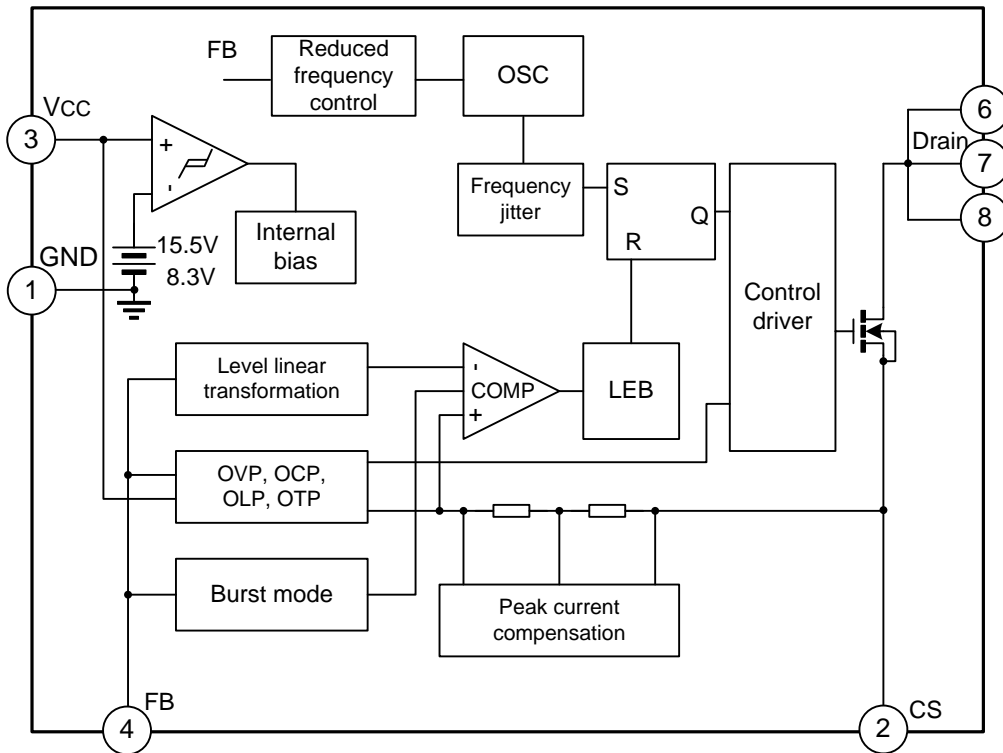 FB
Reduced
frequency
control
OSC
VCC
3
+
-
15.5V
8.3V
GND
1
Internal
bias
Frequency
jitter
S
Q
R
Control
driver
6
Drain
7
8
Level linear
transformation
-
COMP
+
LEB
OVP, OCP,
OLP, OTP
Burst mode
Peak current
compensation
FB
4
2
CS